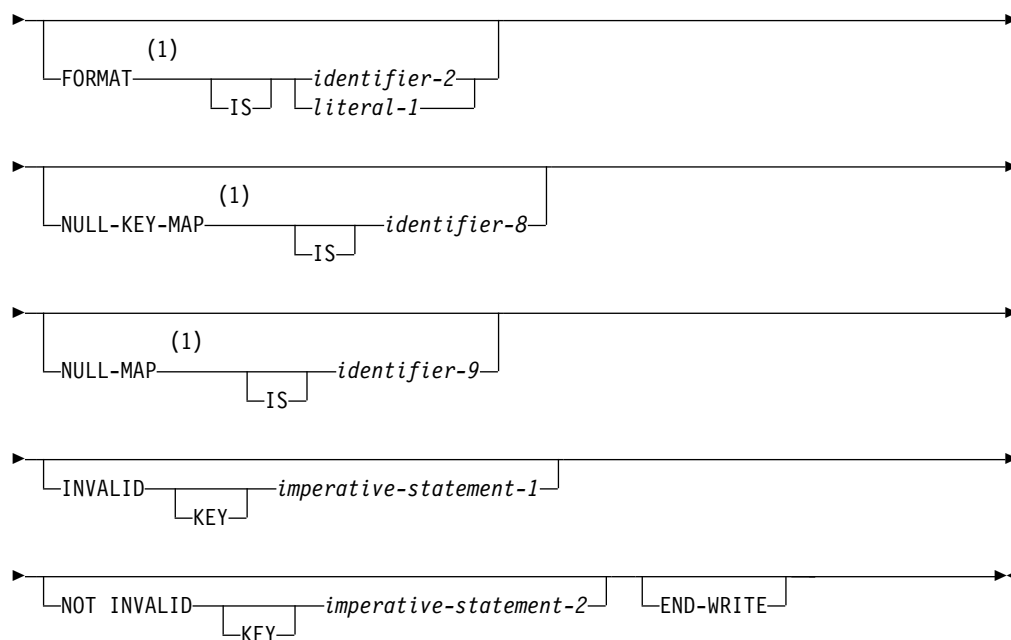 (1)
FORMAT identifier-2
IS literal-1
(1)
NULL-KEY-MAP identifier-8
IS
(1)
NULL-MAP identifier-9
IS
INVALID imperative-statement-1
KEY
NOT INVALID imperative-statement-2 END-WRITE
KEY